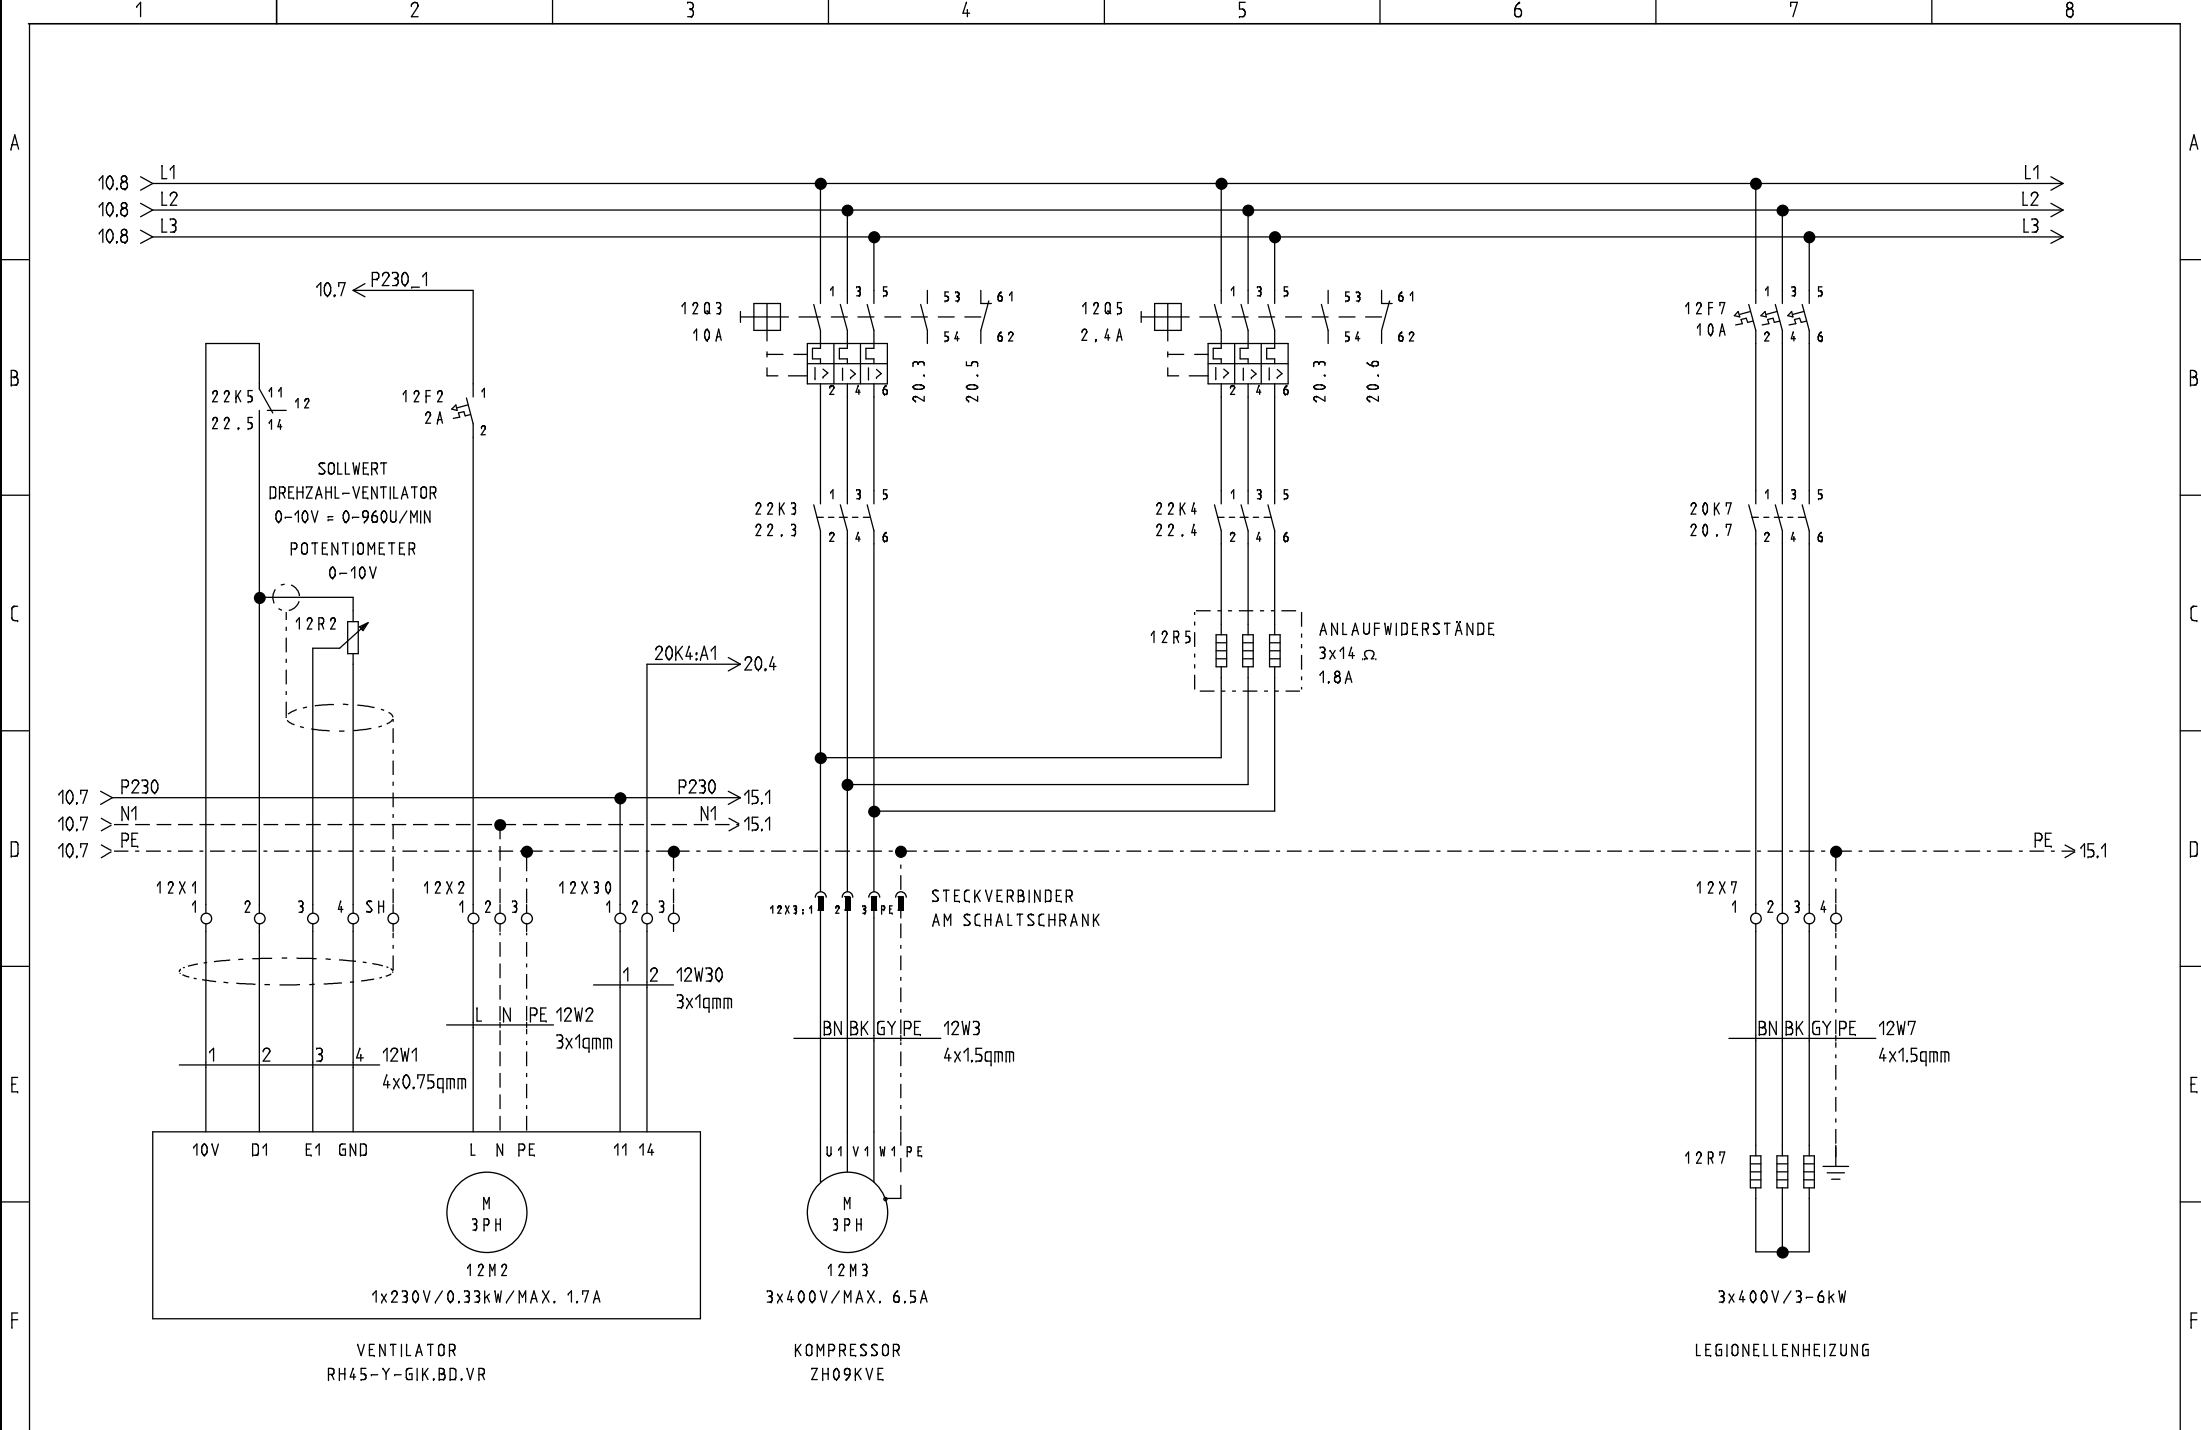 1 2 3 4 5 6 7 8
A A
10.8 L1 L1
10.8 L2 L2
10.8 L3 L3
10.7 P230_1
12Q3 1 3 5 53 61
10A 54 62
2 4 6 20.3 20.5
12Q5 1 3 5 53 61
2,4A 54 62
2 4 6 20.3 20.6
12F7 1 3 5
10A 2 4 6
B B
22K5 11 12
22.5 14
12F2 1
2A 2
SOLLWERT
DREHZAHL-VENTILATOR
0-10V = 0-960U/MIN
POTENTIOMETER
0-10V
22K3 1 3 5
22.3 2 4 6
22K4 1 3 5
22.4 2 4 6
20K7 1 3 5
20.7 2 4 6
C C
12R2
20K4:A1 20.4
12R5
ANLAUFWIDERSTÄNDE
3x14 Ω
1.8A
10.7 P230 P230 15.1
10.7 N1 N1 15.1
10.7 PE PE 15.1
D D
12X1
1 2 3 4 SH
12X2
1 2 3
12X30
1 2 3
12X3:1 2 3 PE
STECKVERBINDER
AM SCHALTSCHRANK
12X7
1 2 3 4
1 2 12W30
3x1qmm
L N PE 12W2
3x1qmm
1 2 3 4 12W1
4x0.75qmm
BN BK GY PE 12W3
4x1.5qmm
BN BK GY PE 12W7
4x1.5qmm
E E
10V D1 E1 GND L N PE 11 14
U1 V1 W1 PE
12R7
M
3PH
12M2
1x230V/0.33kW/MAX. 1.7A
M
3PH
12M3
3x400V/MAX. 6.5A
3x400V/3-6kW
F F
VENTILATOR
RH45-Y-GIK.BD.VR
KOMPRESSOR
ZH09KVE
LEGIONELLENHEIZUNG